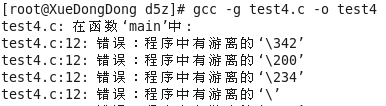 [root@XueDongDong d5z]# gcc -g test4.c -o test4
test4.c: 在函数‘main’中:
test4.c:12: 错误:程序中有游离的‘\342’
test4.c:12: 错误:程序中有游离的‘\200’
test4.c:12: 错误:程序中有游离的‘\234’
test4.c:12: 错误:程序中有游离的‘\’